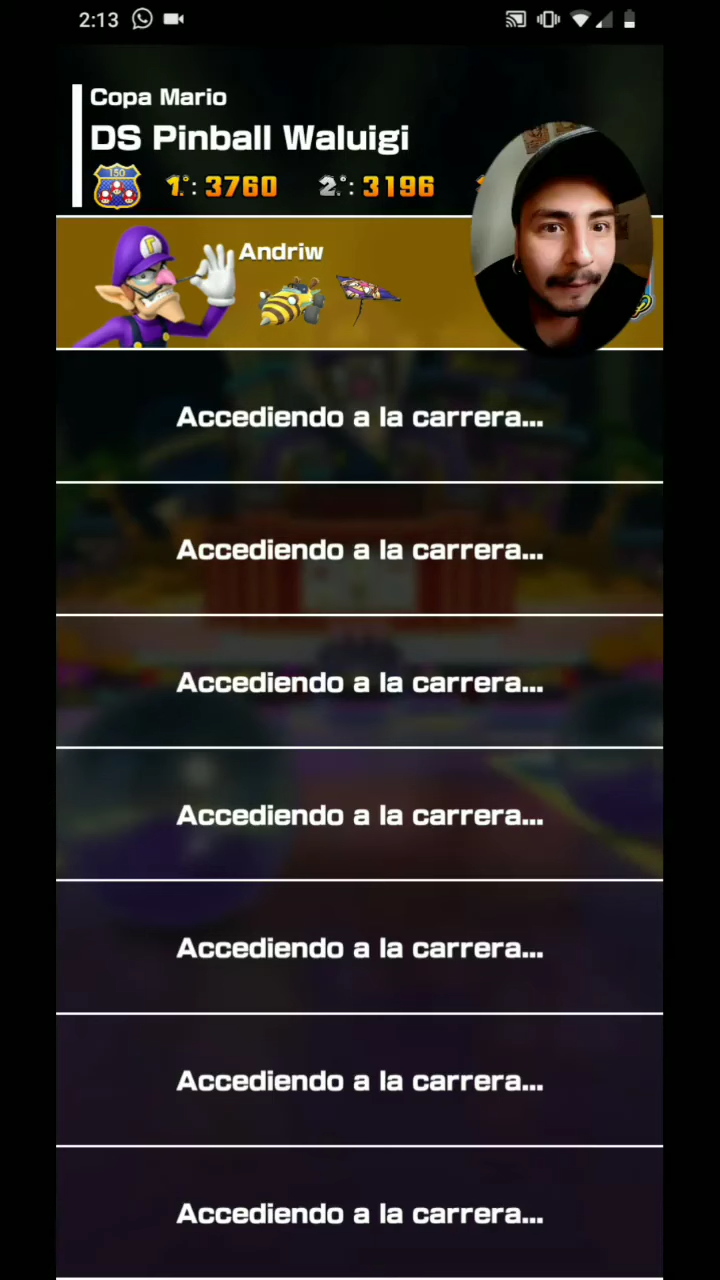 2:13
Copa Mario
DS Pinball Waluigi
150
1.º: 3760 2.º: 3196
Andriw
Accediendo a la carrera...
Accediendo a la carrera...
Accediendo a la carrera...
Accediendo a la carrera...
Accediendo a la carrera...
Accediendo a la carrera...
Accediendo a la carrera...